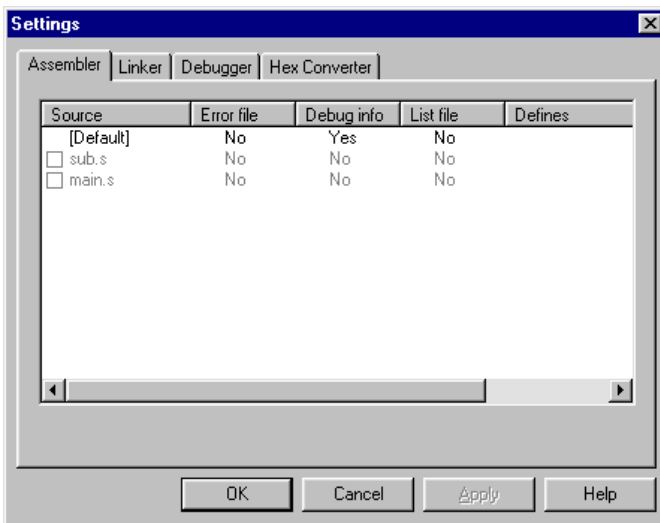 Settings
Assembler Linker Debugger Hex Converter
Source Error file Debug info List file Defines
[Default] No Yes No
sub.s No No No
main.s No No No
OK Cancel Apply Help